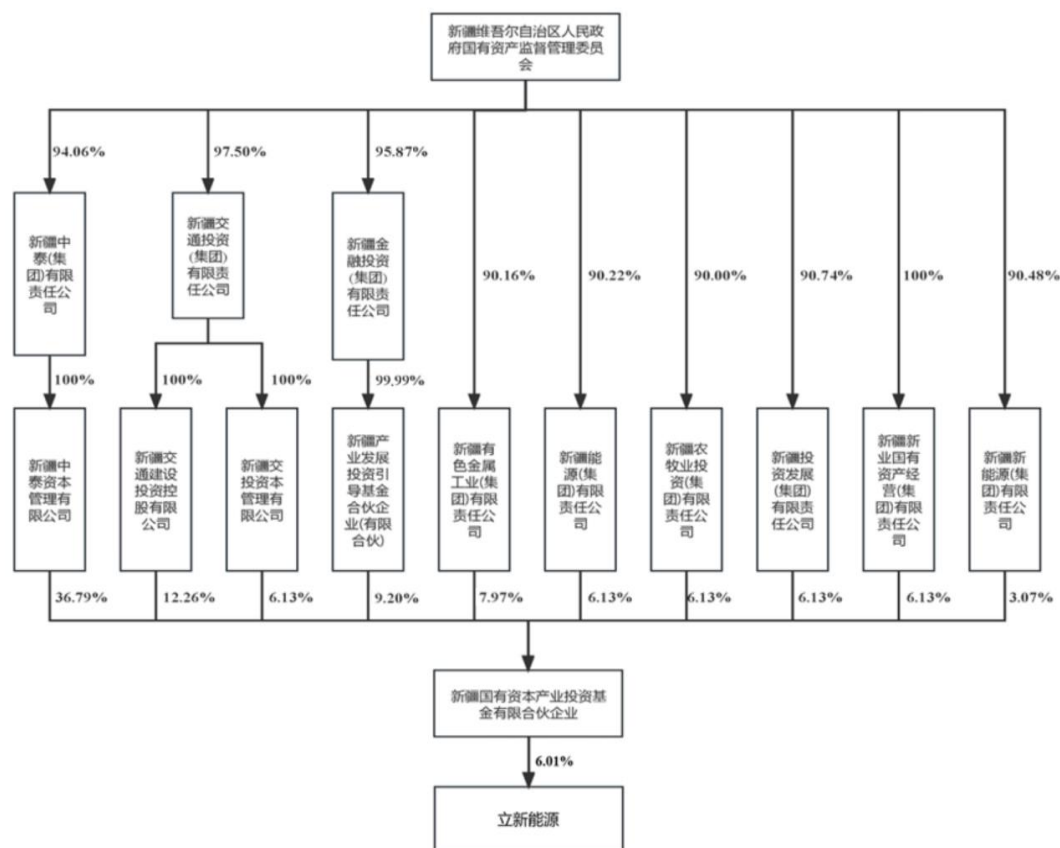 新疆维吾尔自治区人民政
府国有资产监督管理委员
会
94.06%
97.50%
95.87%
新疆中
泰(集
团)有限
责任公
司
新疆交
通投资
(集团)
有限责
任公司
新疆金
融投资
(集团)
有限责
任公司
90.16%
90.22%
90.00%
90.74%
100%
90.48%
100%
100%
100%
99.99%
新疆中
泰资本
管理有
限公司
新疆交
通建设
投资控
股有限
公司
新疆交
投资本
管理有
限公司
新疆产
业发展
投资引
导基金
合伙企
业(有限
合伙)
新疆有
色金属
工业(集
团)有限
责任公
司
新疆能
源(集
团)有限
责任公
司
新疆农
牧业投
资(集
团)有限
责任公
司
新疆投
资发展
(集团)
有限责
任公司
新疆新
业国有
资产经
营(集
团)有限
责任公
司
新疆新
能源(集
团)有限
责任公
司
36.79%
12.26%
6.13%
9.20%
7.97%
6.13%
6.13%
6.13%
6.13%
3.07%
新疆国有资本产业投资基
金有限合伙企业
6.01%
立新能源